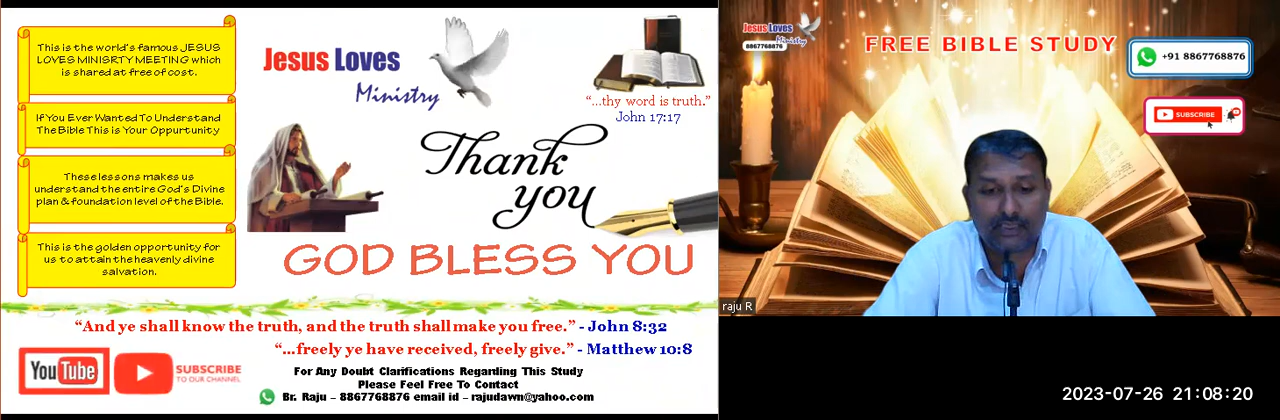 This is the world's famous JESUS
LOVES MINISRTY MEETING which
is shared at free of cost.
If You Ever Wanted To Understand
The Bible This is Your Oppurtunity
These lessons makes us
understand the entire God's Divine
plan & foundation level of the Bible.
This is the golden opportunity for
us to attain the heavenly divine
salvation.
Jesus Loves
Ministry
"...thy word is truth."
John 17:17
Thank
you
GOD BLESS YOU
"And ye shall know the truth, and the truth shall make you free." - John 8:32
"...freely ye have received, freely give." - Matthew 10:8
YouTube
SUBSCRIBE
TO OUR CHANNEL
For Any Doubt Clarifications Regarding This Study
Please Feel Free To Contact
Br. Raju – 8867768876 email id – rajudawn@yahoo.com
Jesus Loves
Ministry
8867768876
FREE BIBLE STUDY
+91 8867768876
SUBSCRIBE
raju R
2023-07-26 21:08:20